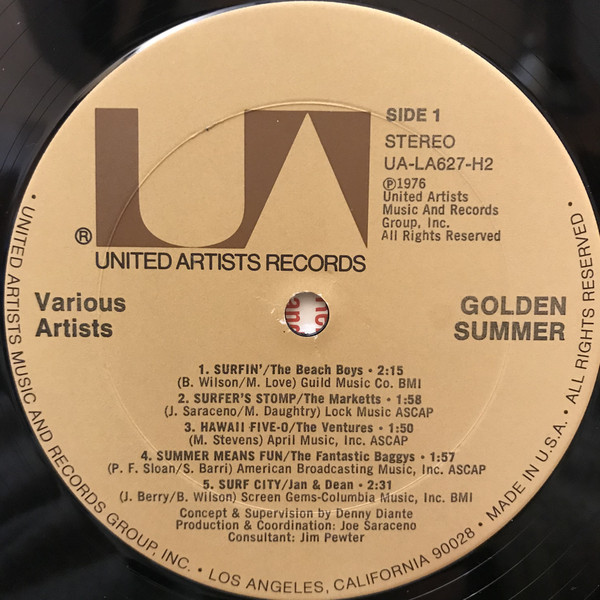 UA
SIDE 1
STEREO
UA-LA627-H2
℗1976
United Artists
Music And Records
Group, Inc.
All Rights Reserved
®
UNITED ARTISTS RECORDS
Various
Artists
GOLDEN
SUMMER
1. SURFIN'/The Beach Boys • 2:15
(B. Wilson/M. Love) Guild Music Co. BMI
2. SURFER'S STOMP/The Marketts • 1:58
(J. Saraceno/M. Daughtry) Lock Music ASCAP
3. HAWAII FIVE-O/The Ventures • 1:50
(M. Stevens) April Music, Inc. ASCAP
4. SUMMER MEANS FUN/The Fantastic Baggys • 1:57
(P. F. Sloan/S. Barri) American Broadcasting Music, Inc. ASCAP
5. SURF CITY/Jan & Dean • 2:31
(J. Berry/B. Wilson) Screen Gems-Columbia Music, Inc. BMI
Concept & Supervision by Denny Diante
Production & Coordination: Joe Saraceno
Consultant: Jim Pewter
• UNITED ARTISTS MUSIC AND RECORDS GROUP, INC. • LOS ANGELES, CALIFORNIA 90028 • MADE IN U.S.A. • ALL RIGHTS RESERVED •